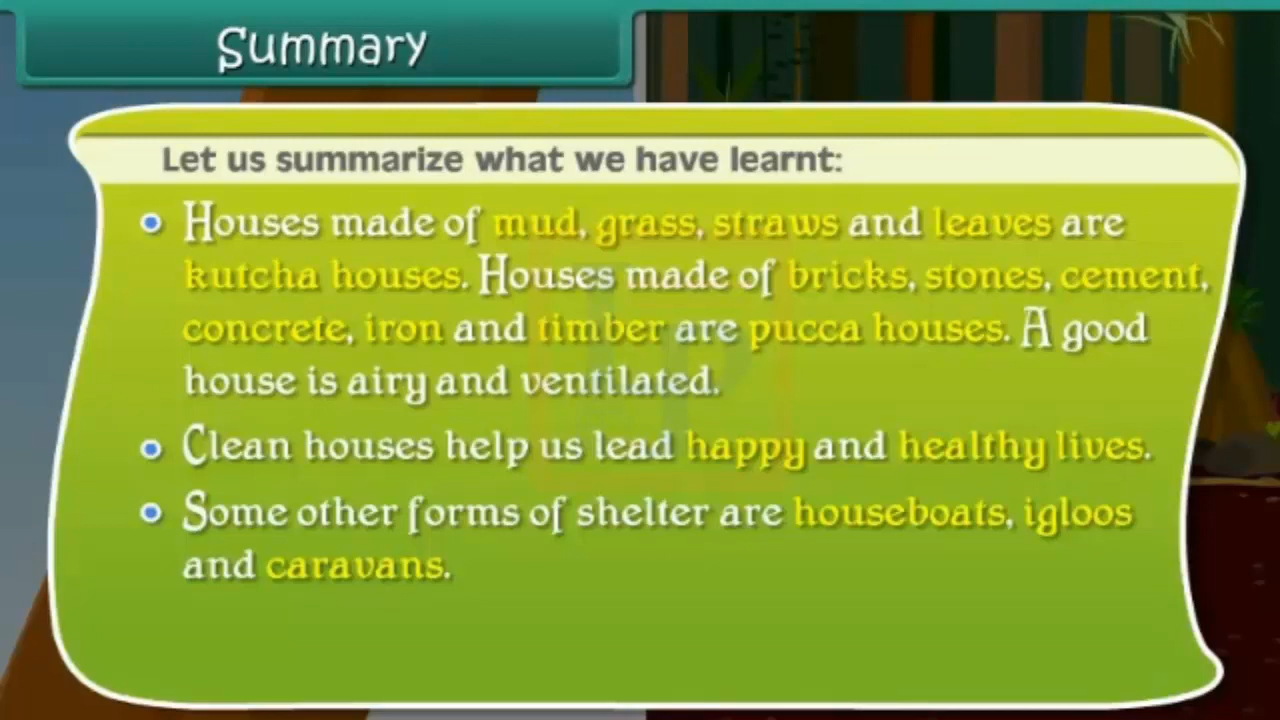 Summary
Let us summarize what we have learnt:
Houses made of mud, grass, straws and leaves are
kutcha houses. Houses made of bricks, stones, cement,
concrete, iron and timber are pucca houses. A good
house is airy and ventilated.
Clean houses help us lead happy and healthy lives.
Some other forms of shelter are houseboats, igloos
and caravans.